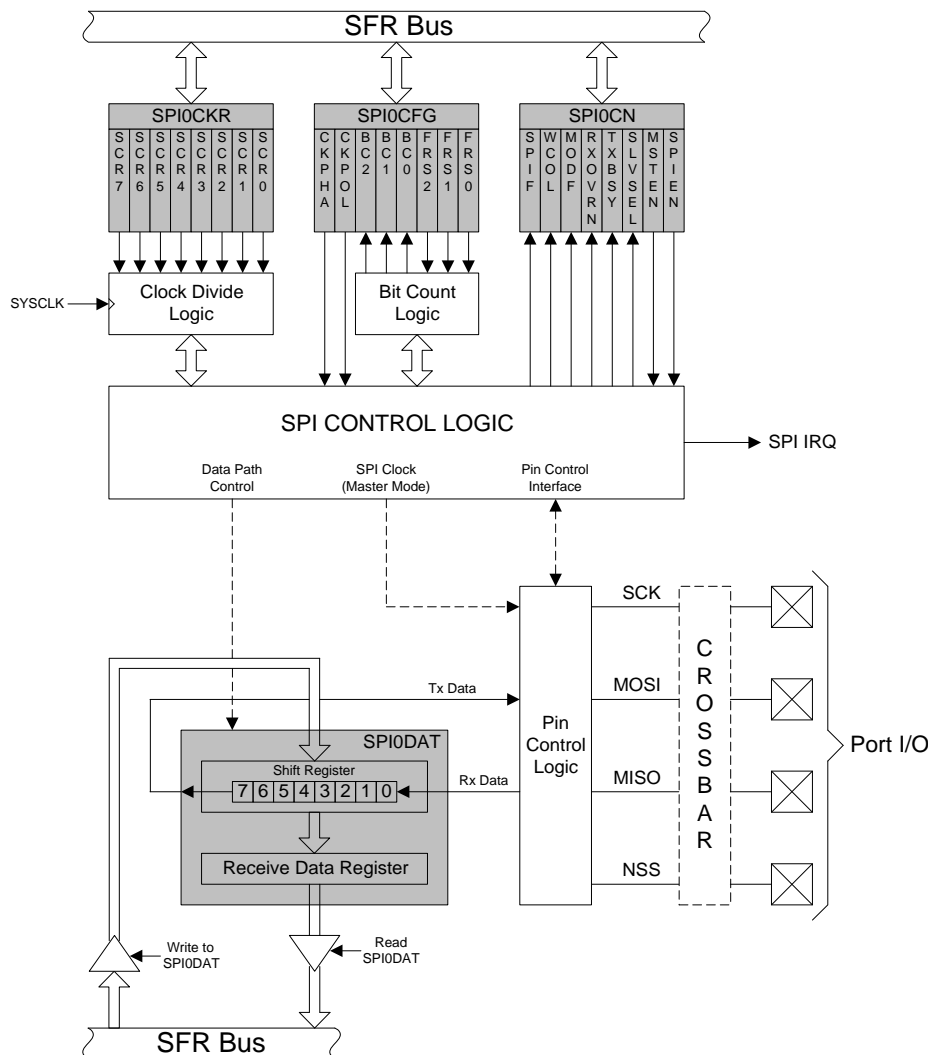 SFR Bus
SPI0CKR
SCR7 SCR6 SCR5 SCR4 SCR3 SCR2 SCR1 SCR0
SPI0CFG
CKPHA CKPOL BC2 BC1 BC0 FRS2 FRS1 FRS0
SPI0CN
SPIF WCOL MODF RXOVRN TXBSY SLVSEL MSTEN SPIEN
SYSCLK
Clock Divide
Logic
Bit Count
Logic
SPI CONTROL LOGIC
SPI IRQ
Data Path
Control
SPI Clock
(Master Mode)
Pin Control
Interface
SCK
MOSI
MISO
NSS
Pin
Control
Logic
CROSSBAR
Port I/O
Tx Data
Rx Data
SPI0DAT
Shift Register
7 6 5 4 3 2 1 0
Receive Data Register
Write to
SPI0DAT
Read
SPI0DAT
SFR Bus